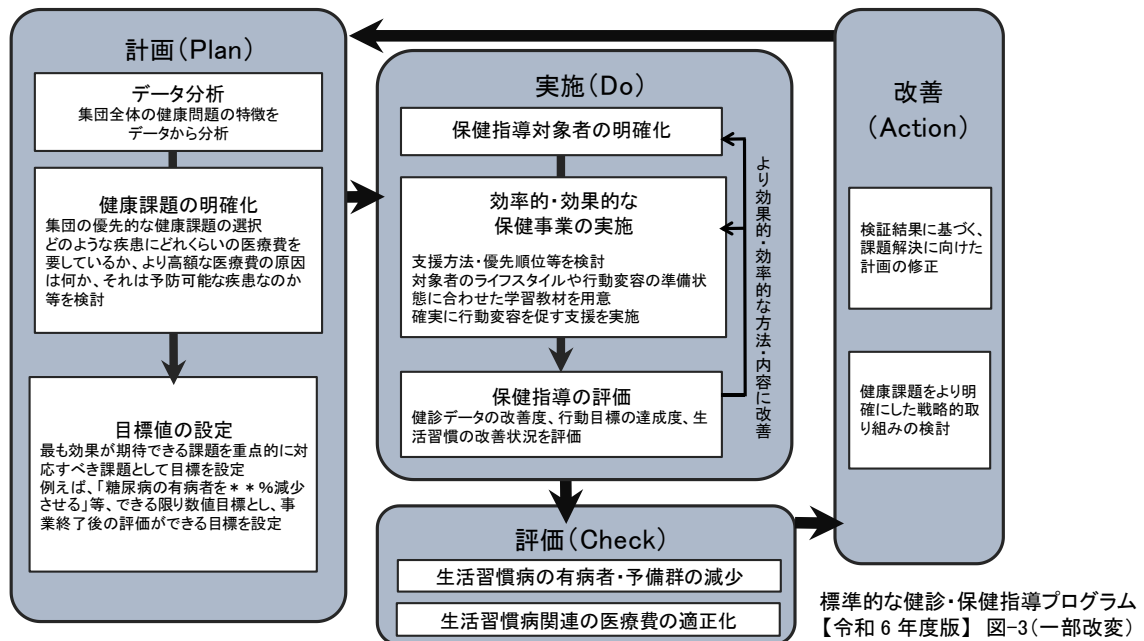 計画(Plan)
データ分析
集団全体の健康問題の特徴を
データから分析
健康課題の明確化
集団の優先的な健康課題の選択
どのような疾患にどれくらいの医療費を
要しているか、より高額な医療費の原因
は何か、それは予防可能な疾患なのか
等を検討
目標値の設定
最も効果が期待できる課題を重点的に対
応すべき課題として目標を設定
例えば、「糖尿病の有病者を**%減少
させる」等、できる限り数値目標とし、事
業終了後の評価ができる目標を設定
実施(Do)
保健指導対象者の明確化
効率的・効果的な
保健事業の実施
支援方法・優先順位等を検討
対象者のライフスタイルや行動変容の準備状
態に合わせた学習教材を用意
確実に行動変容を促す支援を実施
保健指導の評価
健診データの改善度、行動目標の達成度、生
活習慣の改善状況を評価
より効果的・効率的な方法・内容に改善
評価(Check)
生活習慣病の有病者・予備群の減少
生活習慣病関連の医療費の適正化
改善
(Action)
検証結果に基づく、
課題解決に向けた
計画の修正
健康課題をより明
確にした戦略的取
り組みの検討
標準的な健診・保健指導プログラム
【令和6年度版】 図-3(一部改変)